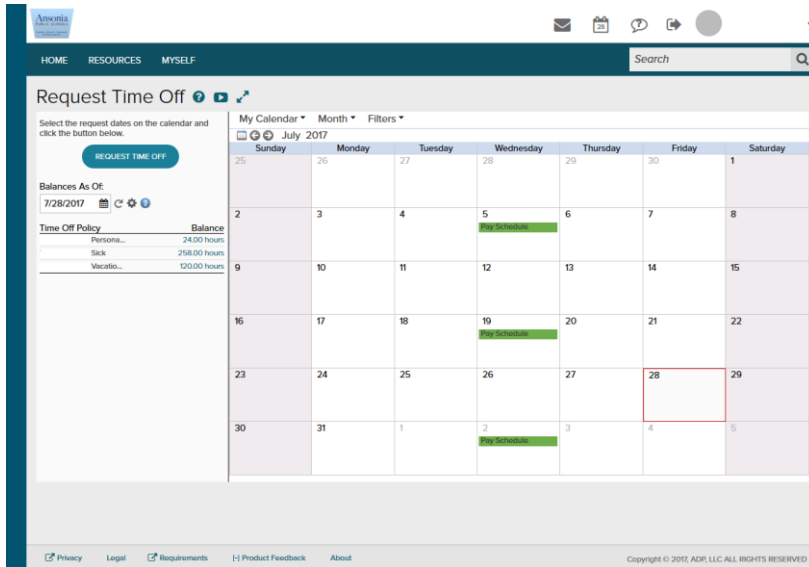 Ansonia
PUBLIC SCHOOLS
28
HOME RESOURCES MYSELF
Search
Request Time Off
Select the request dates on the calendar and
click the button below.
REQUEST TIME OFF
Balances As Of:
7/28/2017
Time Off Policy Balance
Persona... 24.00 hours
Sick 258.00 hours
Vacatio... 120.00 hours
My Calendar Month Filters
July 2017
Sunday Monday Tuesday Wednesday Thursday Friday Saturday
25 26 27 28 29 30 1
2 3 4 5 6 7 8
Pay Schedule
9 10 11 12 13 14 15
16 17 18 19 20 21 22
Pay Schedule
23 24 25 26 27 28 29
30 31 1 2 3 4 5
Pay Schedule
Privacy Legal Requirements [-] Product Feedback About Copyright © 2017, ADP, LLC ALL RIGHTS RESERVED